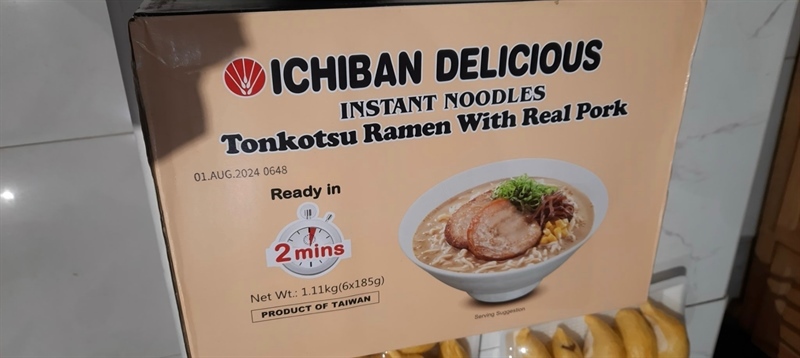 ICHIBAN DELICIOUS
INSTANT NOODLES
Tonkotsu Ramen With Real Pork
01.AUG.2024 0648
Ready in
2 mins
Net Wt.: 1.11kg(6x185g)
PRODUCT OF TAIWAN
Serving Suggestion